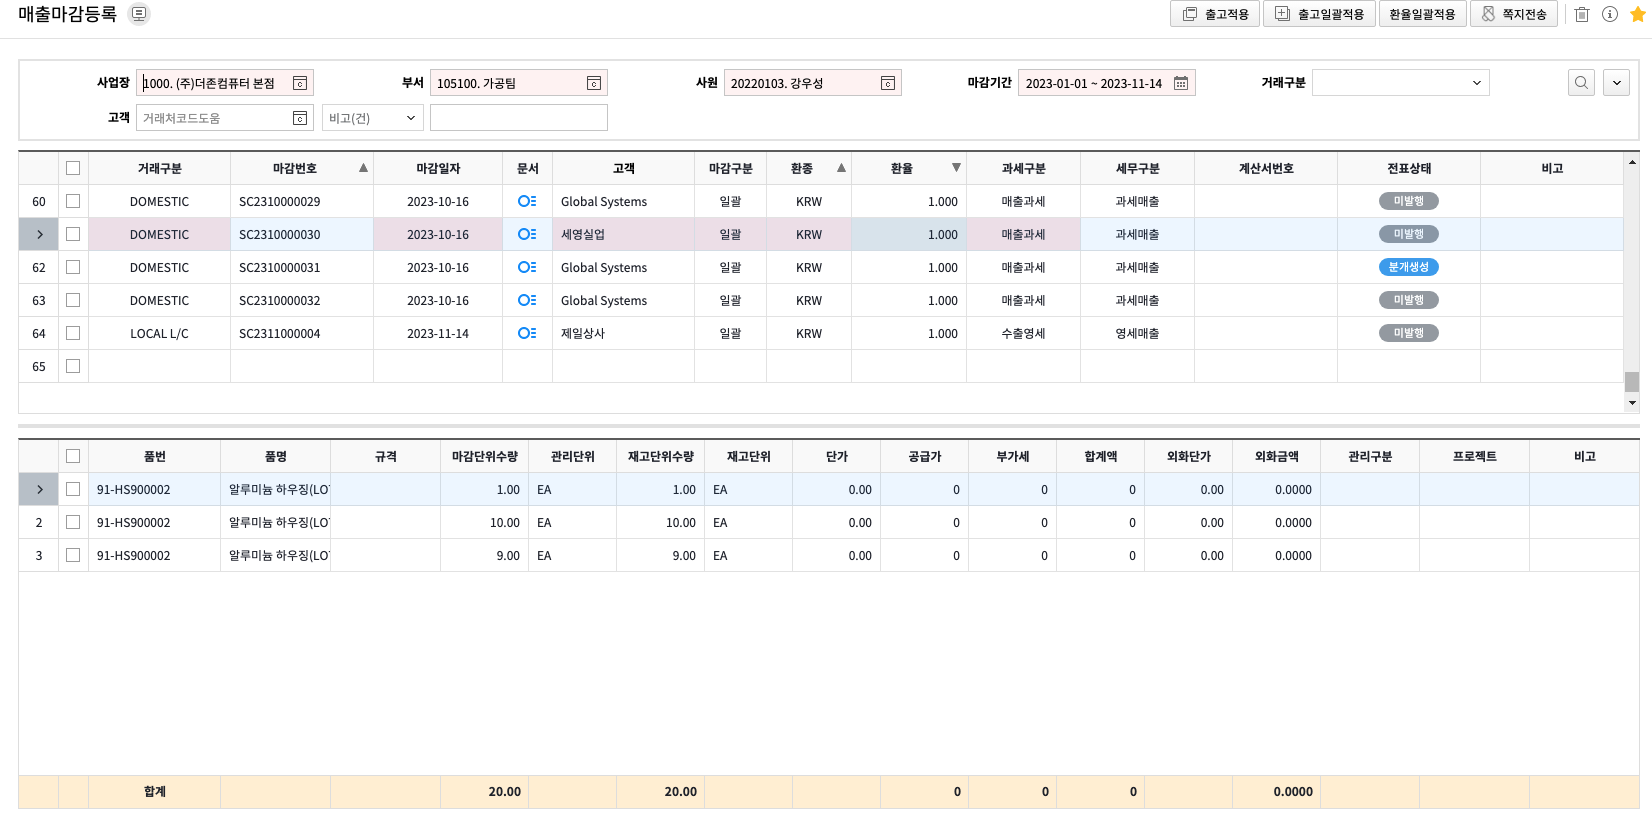 매출마감등록
출고적용 출고일괄적용 환율일괄적용 쪽지전송
사업장 1000. (주)더존컴퓨터 본점 부서 105100. 가공팀 사원 20220103. 강우성 마감기간 2023-01-01 ~ 2023-11-14 거래구분
고객 거래처코드도움 비고(건)
거래구분 마감번호 ▲ 마감일자 문서 고객 마감구분 환종 ▲ 환율 ▼ 과세구분 세무구분 계산서번호 전표상태 비고
60 DOMESTIC SC2310000029 2023-10-16 Global Systems 일괄 KRW 1.000 매출과세 과세매출 미발행
DOMESTIC SC2310000030 2023-10-16 세영실업 일괄 KRW 1.000 매출과세 과세매출 미발행
62 DOMESTIC SC2310000031 2023-10-16 Global Systems 일괄 KRW 1.000 매출과세 과세매출 분개생성
63 DOMESTIC SC2310000032 2023-10-16 Global Systems 일괄 KRW 1.000 매출과세 과세매출 미발행
64 LOCAL L/C SC2311000004 2023-11-14 제일상사 일괄 KRW 1.000 수출영세 영세매출 미발행
65
품번 품명 규격 마감단위수량 관리단위 재고단위수량 재고단위 단가 공급가 부가세 합계액 외화단가 외화금액 관리구분 프로젝트 비고
91-HS900002 알루미늄 하우징(LO 1.00 EA 1.00 EA 0.00 0 0 0 0.00 0.0000
2 91-HS900002 알루미늄 하우징(LO 10.00 EA 10.00 EA 0.00 0 0 0 0.00 0.0000
3 91-HS900002 알루미늄 하우징(LO 9.00 EA 9.00 EA 0.00 0 0 0 0.00 0.0000
합계 20.00 20.00 0 0 0 0.0000